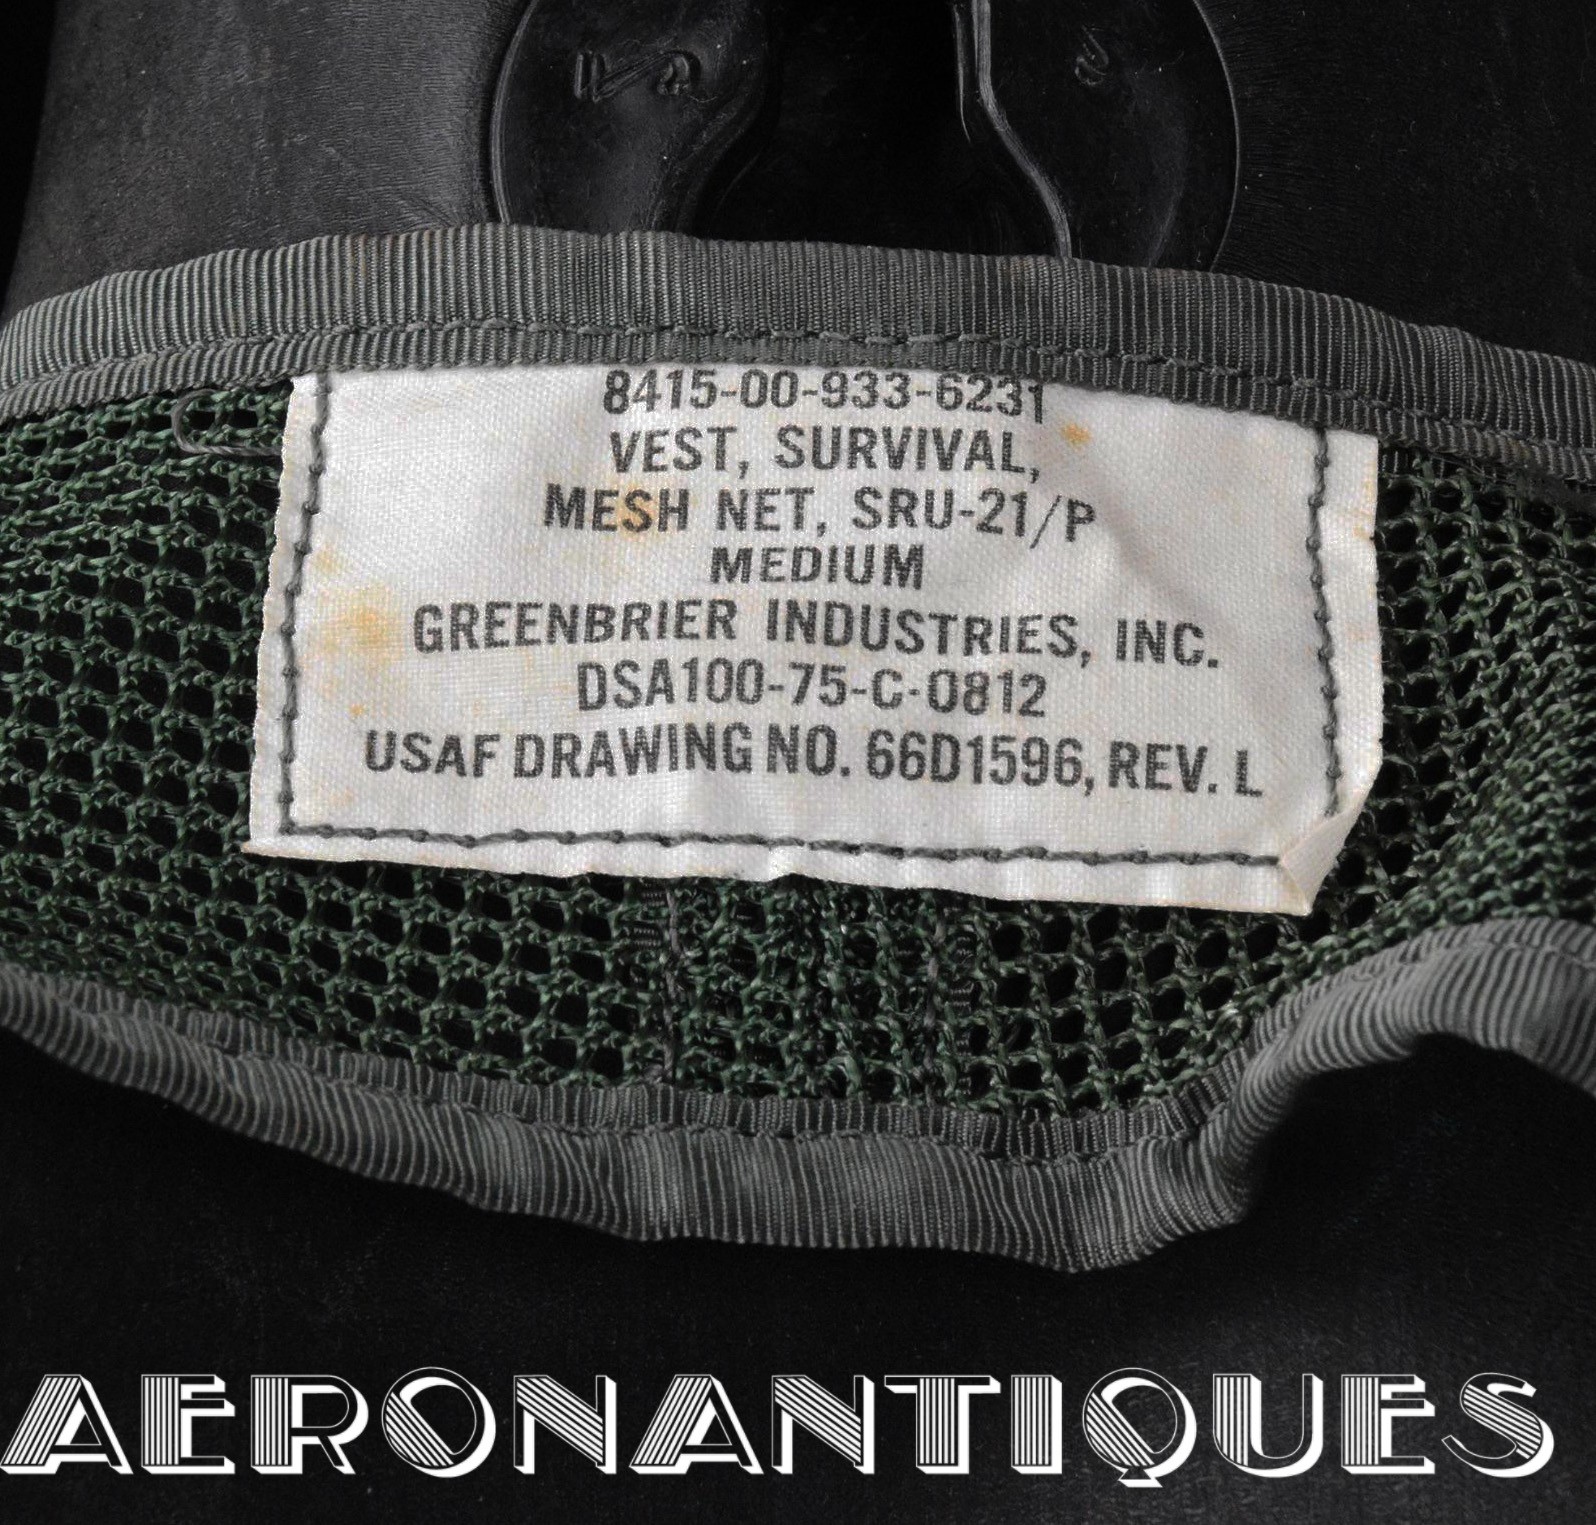 8415-00-933-6231
VEST, SURVIVAL,
MESH NET, SRU-21/P
MEDIUM
GREENBRIER INDUSTRIES, INC.
DSA100-75-C-0812
USAF DRAWING NO. 66D1596, REV. L
AERONANTIQUES